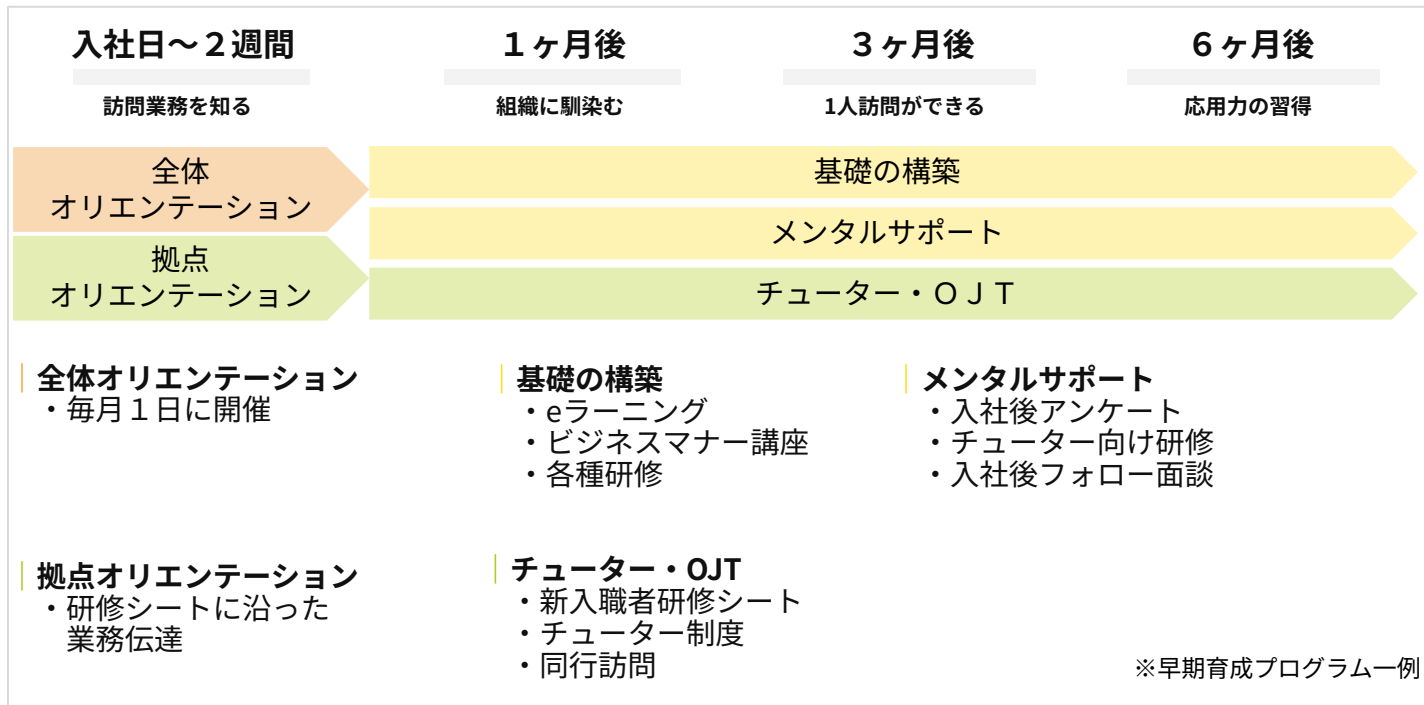 入社日～２週間
１ヶ月後
３ヶ月後
６ヶ月後
訪問業務を知る
組織に馴染む
1人訪問ができる
応用力の習得
全体
オリエンテーション
基礎の構築
メンタルサポート
拠点
オリエンテーション
チューター・ＯＪＴ
全体オリエンテーション
・毎月１日に開催
基礎の構築
・eラーニング
・ビジネスマナー講座
・各種研修
メンタルサポート
・入社後アンケート
・チューター向け研修
・入社後フォロー面談
拠点オリエンテーション
・研修シートに沿った
業務伝達
チューター・OJT
・新入職者研修シート
・チューター制度
・同行訪問
※早期育成プログラム一例